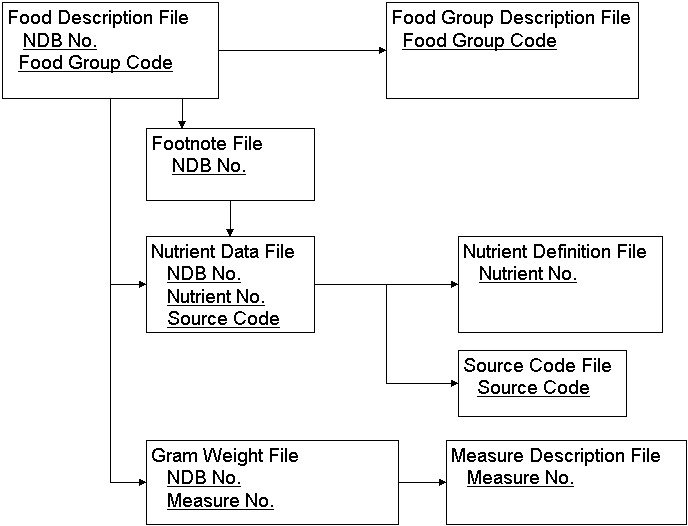 Food Description File
NDB No.
Food Group Code
Food Group Description File
Food Group Code
Footnote File
NDB No.
Nutrient Data File
NDB No.
Nutrient No.
Source Code
Nutrient Definition File
Nutrient No.
Source Code File
Source Code
Gram Weight File
NDB No.
Measure No.
Measure Description File
Measure No.